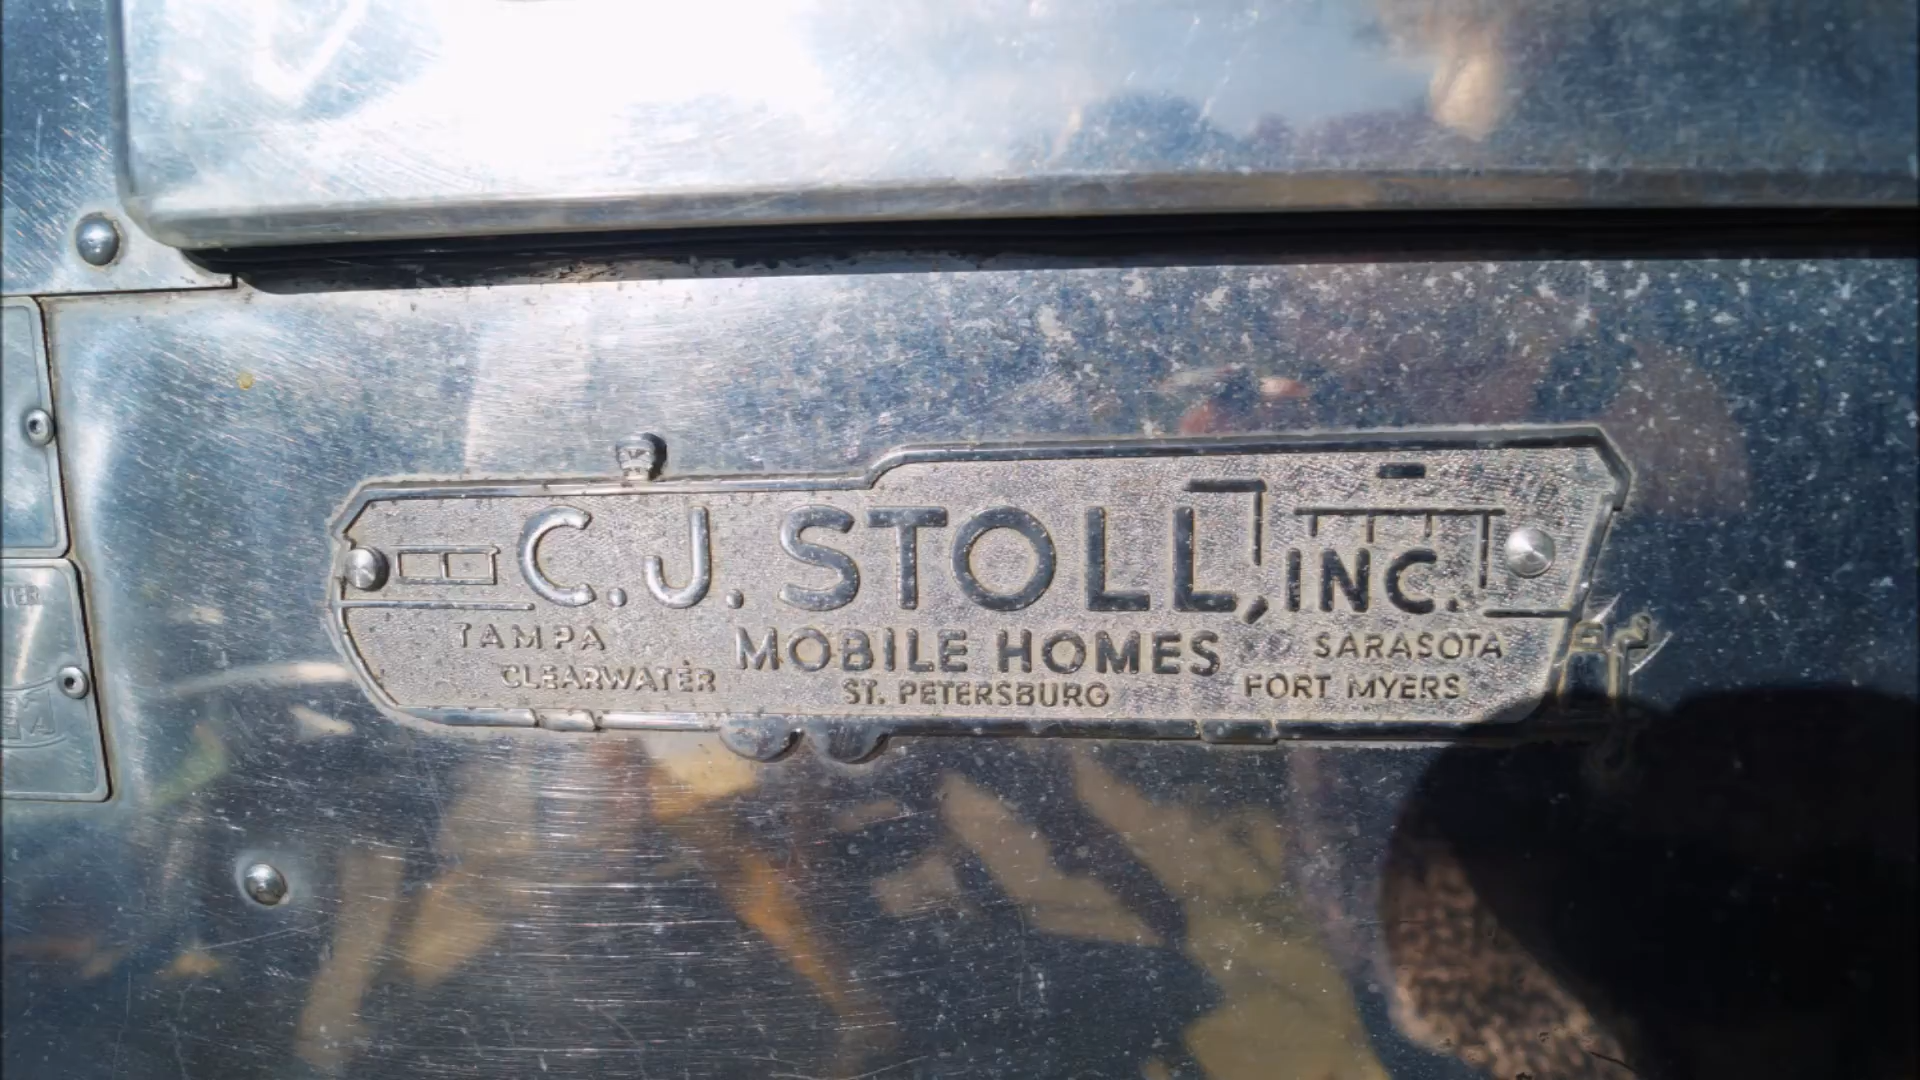 C.J. STOLL, INC.
TAMPA MOBILE HOMES SARASOTA
CLEARWATER ST. PETERSBURG FORT MYERS